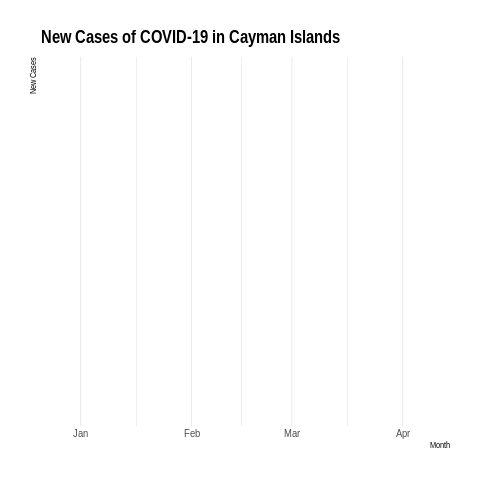 New Cases of COVID-19 in Cayman Islands
New Cases
Jan Feb Mar Apr
Month